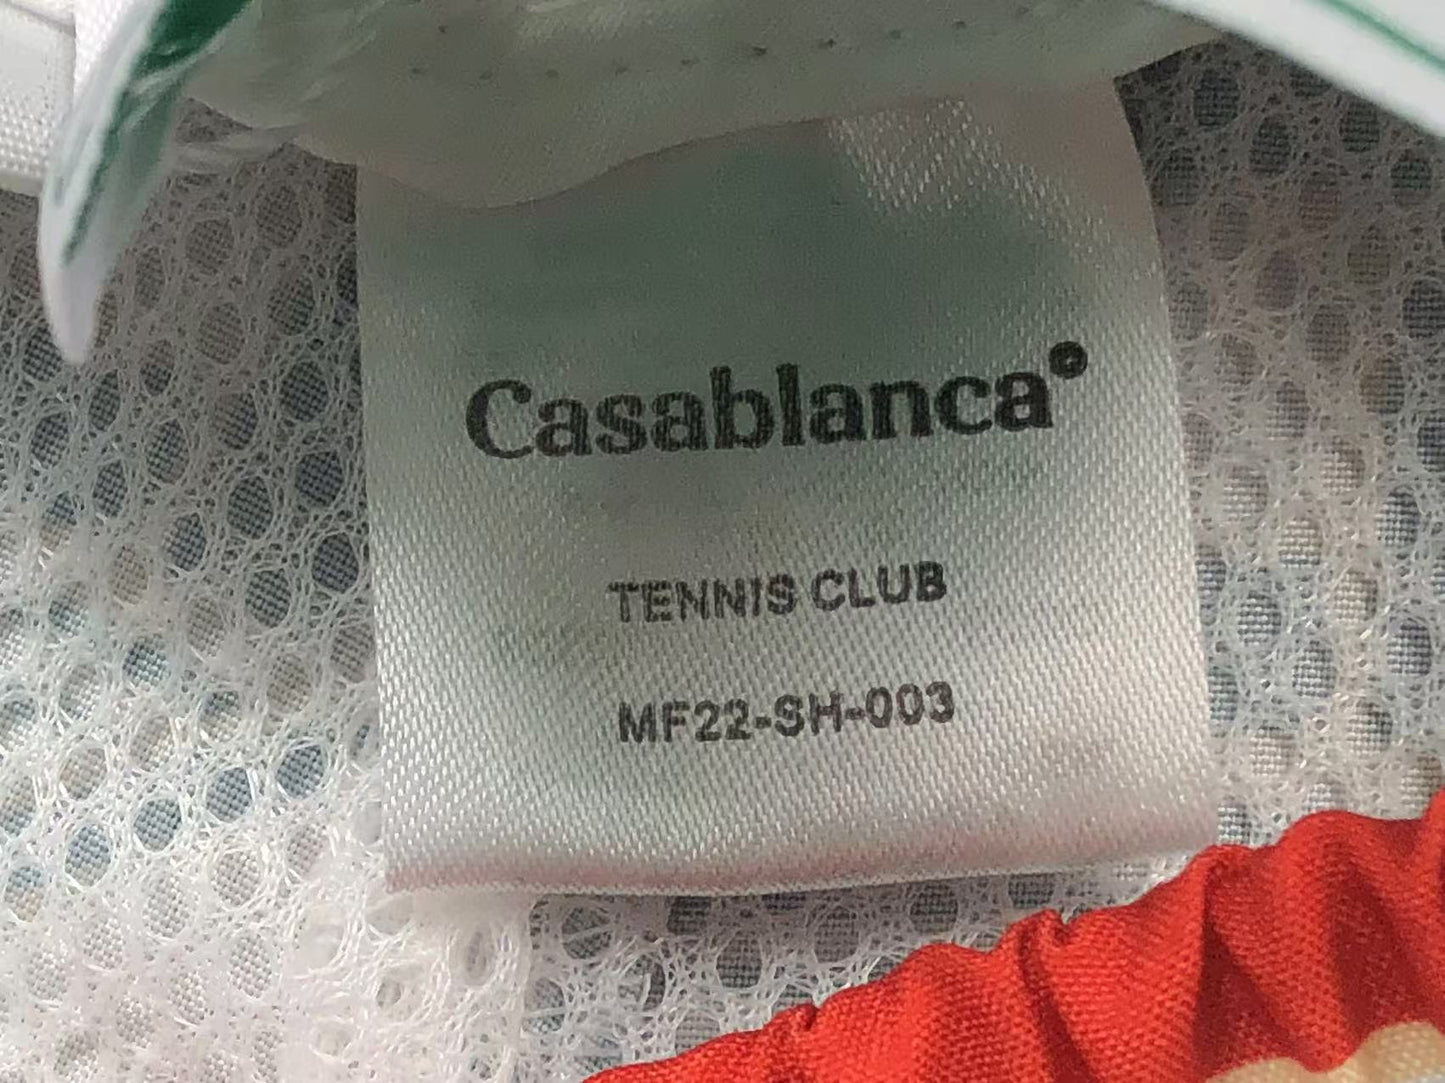 Casablanca
TENNIS CLUB
MF22-SH-003